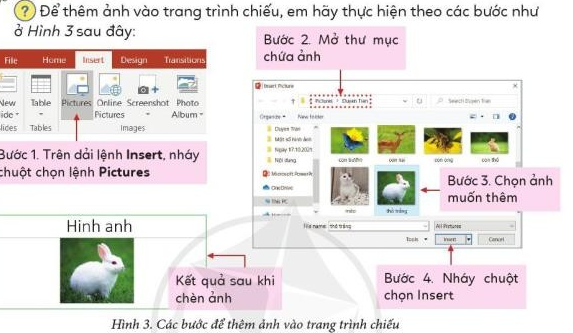 ? Để thêm ảnh vào trang trình chiếu, em hãy thực hiện theo các bước như
ở Hình 3 sau đây:
File Home Insert Design Transitions
New Table Pictures Online Screenshot Photo
Slide Pictures Album
Slides Tables Images
Bước 1. Trên dải lệnh Insert, nháy
chuột chọn lệnh Pictures
Bước 2. Mở thư mục
chứa ảnh
Insert Picture
Pictures Duyen Tran
Search Duyen Tran
Organize New folder
Duyen Tran
Một số hình ảnh
Ngày 17.10.2021
Nội dung
OneDrive
This PC
con bướm con nai con ong con thỏ
mèo thỏ trắng
File name: thỏ trắng
All Pictures
Tools Insert Cancel
Bước 3. Chọn ảnh
muốn thêm
Bước 4. Nháy chuột
chọn Insert
Hinh anh
Kết quả sau khi
chèn ảnh
Hình 3. Các bước để thêm ảnh vào trang trình chiếu